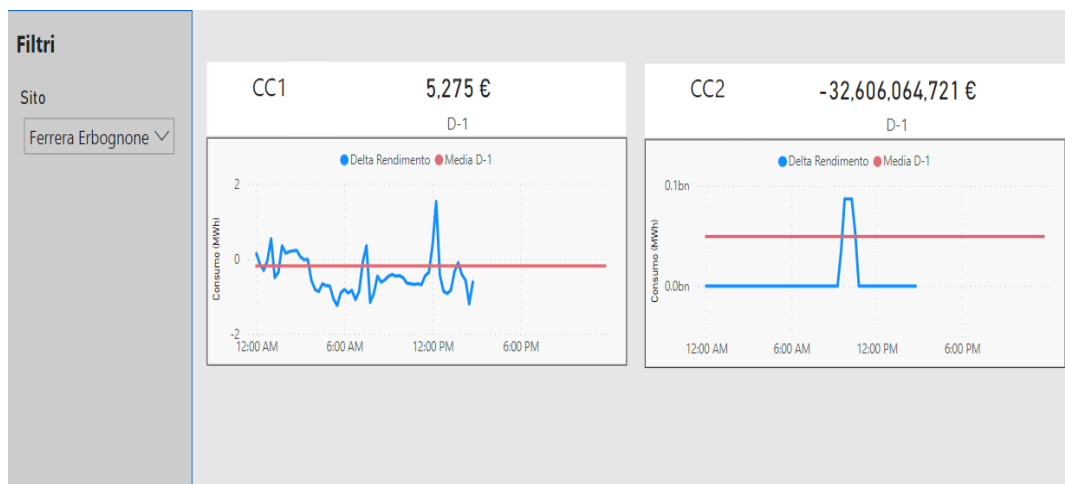 Filtri
Sito
Ferrera Erbognone
CC1
5,275 €
D-1
Delta Rendimento
Media D-1
Consumo (MWh)
2
0
-2
12:00 AM
6:00 AM
12:00 PM
6:00 PM
CC2
-32,606,064,721 €
D-1
Delta Rendimento
Media D-1
Consumo (MWh)
0.1bn
0.0bn
12:00 AM
6:00 AM
12:00 PM
6:00 PM